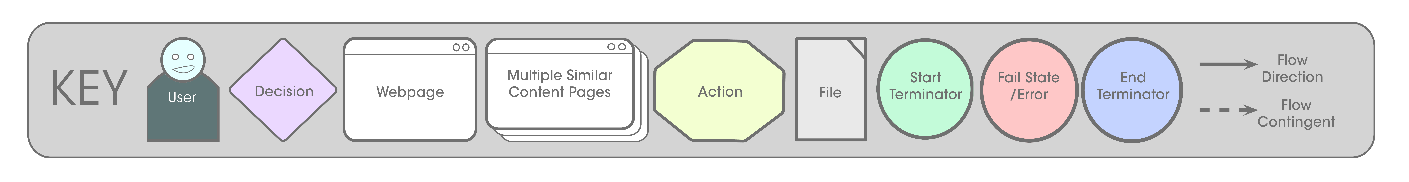 KEY
User
Decision
Webpage
Multiple Similar
Content Pages
Action
File
Start
Terminator
Fail State
/Error
End
Terminator
Flow
Direction
Flow
Contingent